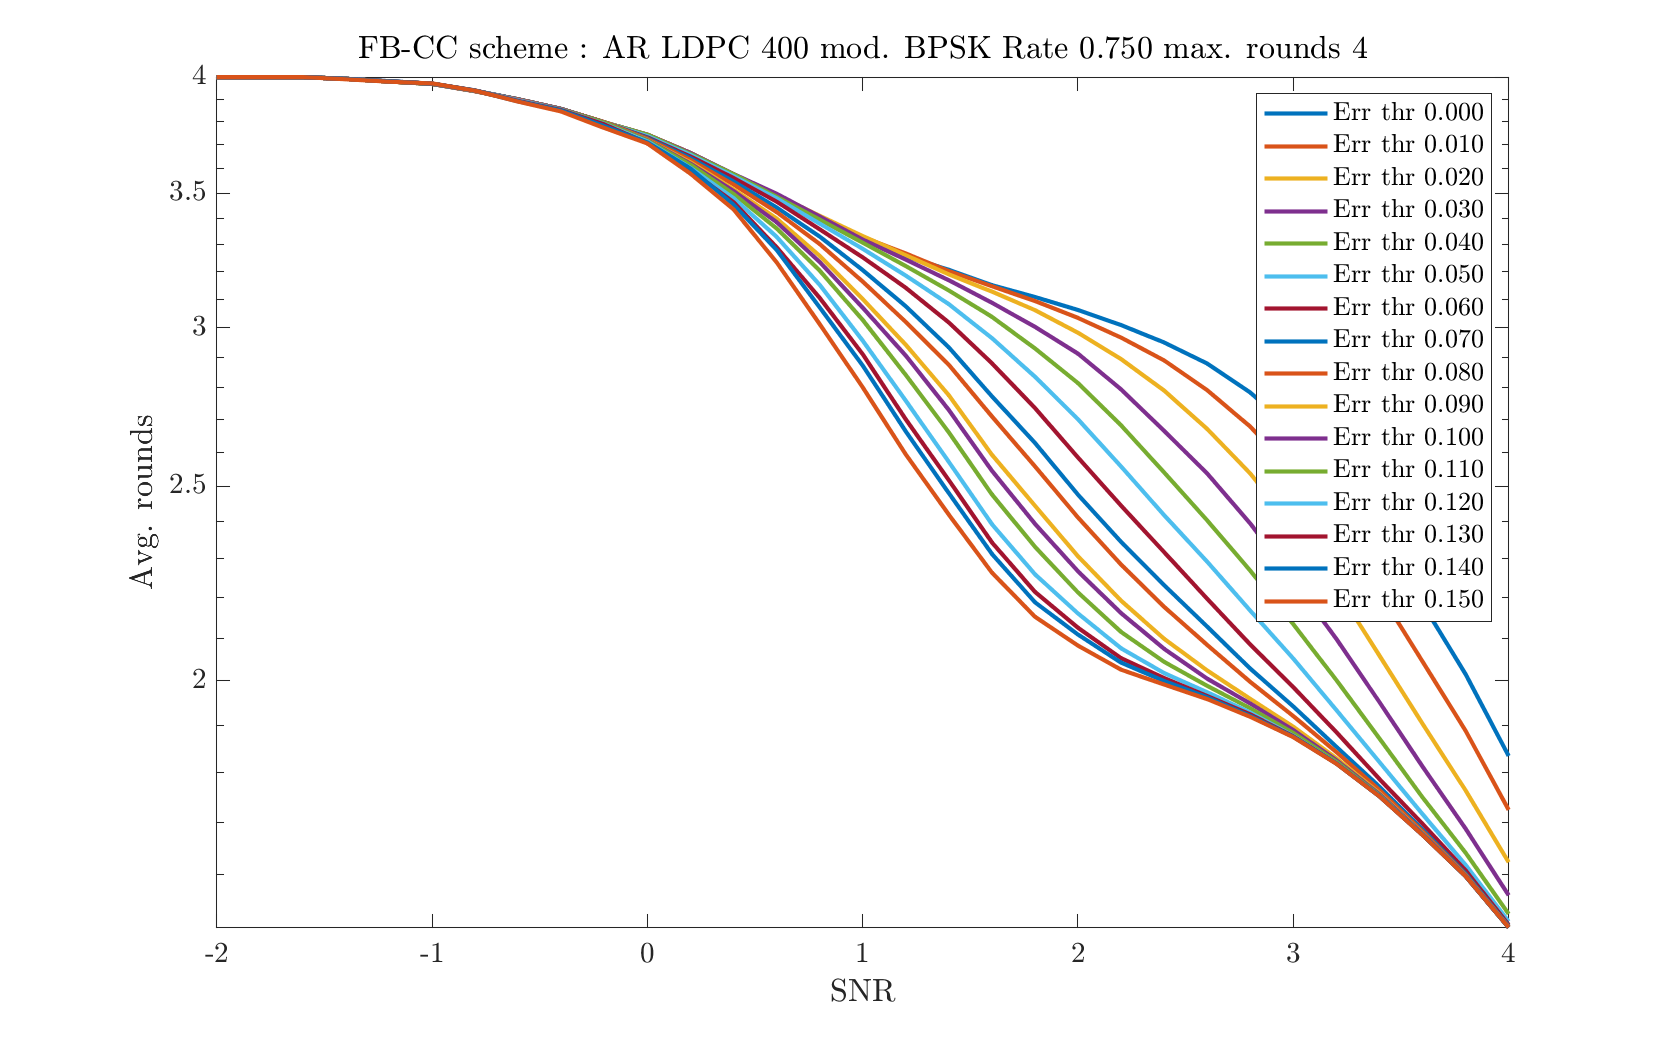 FB-CC scheme : AR LDPC 400 mod. BPSK Rate 0.750 max. rounds 4
4
3.5
3
2.5
2
Avg. rounds
-2
-1
0
1
2
3
4
SNR
Err thr 0.000
Err thr 0.010
Err thr 0.020
Err thr 0.030
Err thr 0.040
Err thr 0.050
Err thr 0.060
Err thr 0.070
Err thr 0.080
Err thr 0.090
Err thr 0.100
Err thr 0.110
Err thr 0.120
Err thr 0.130
Err thr 0.140
Err thr 0.150